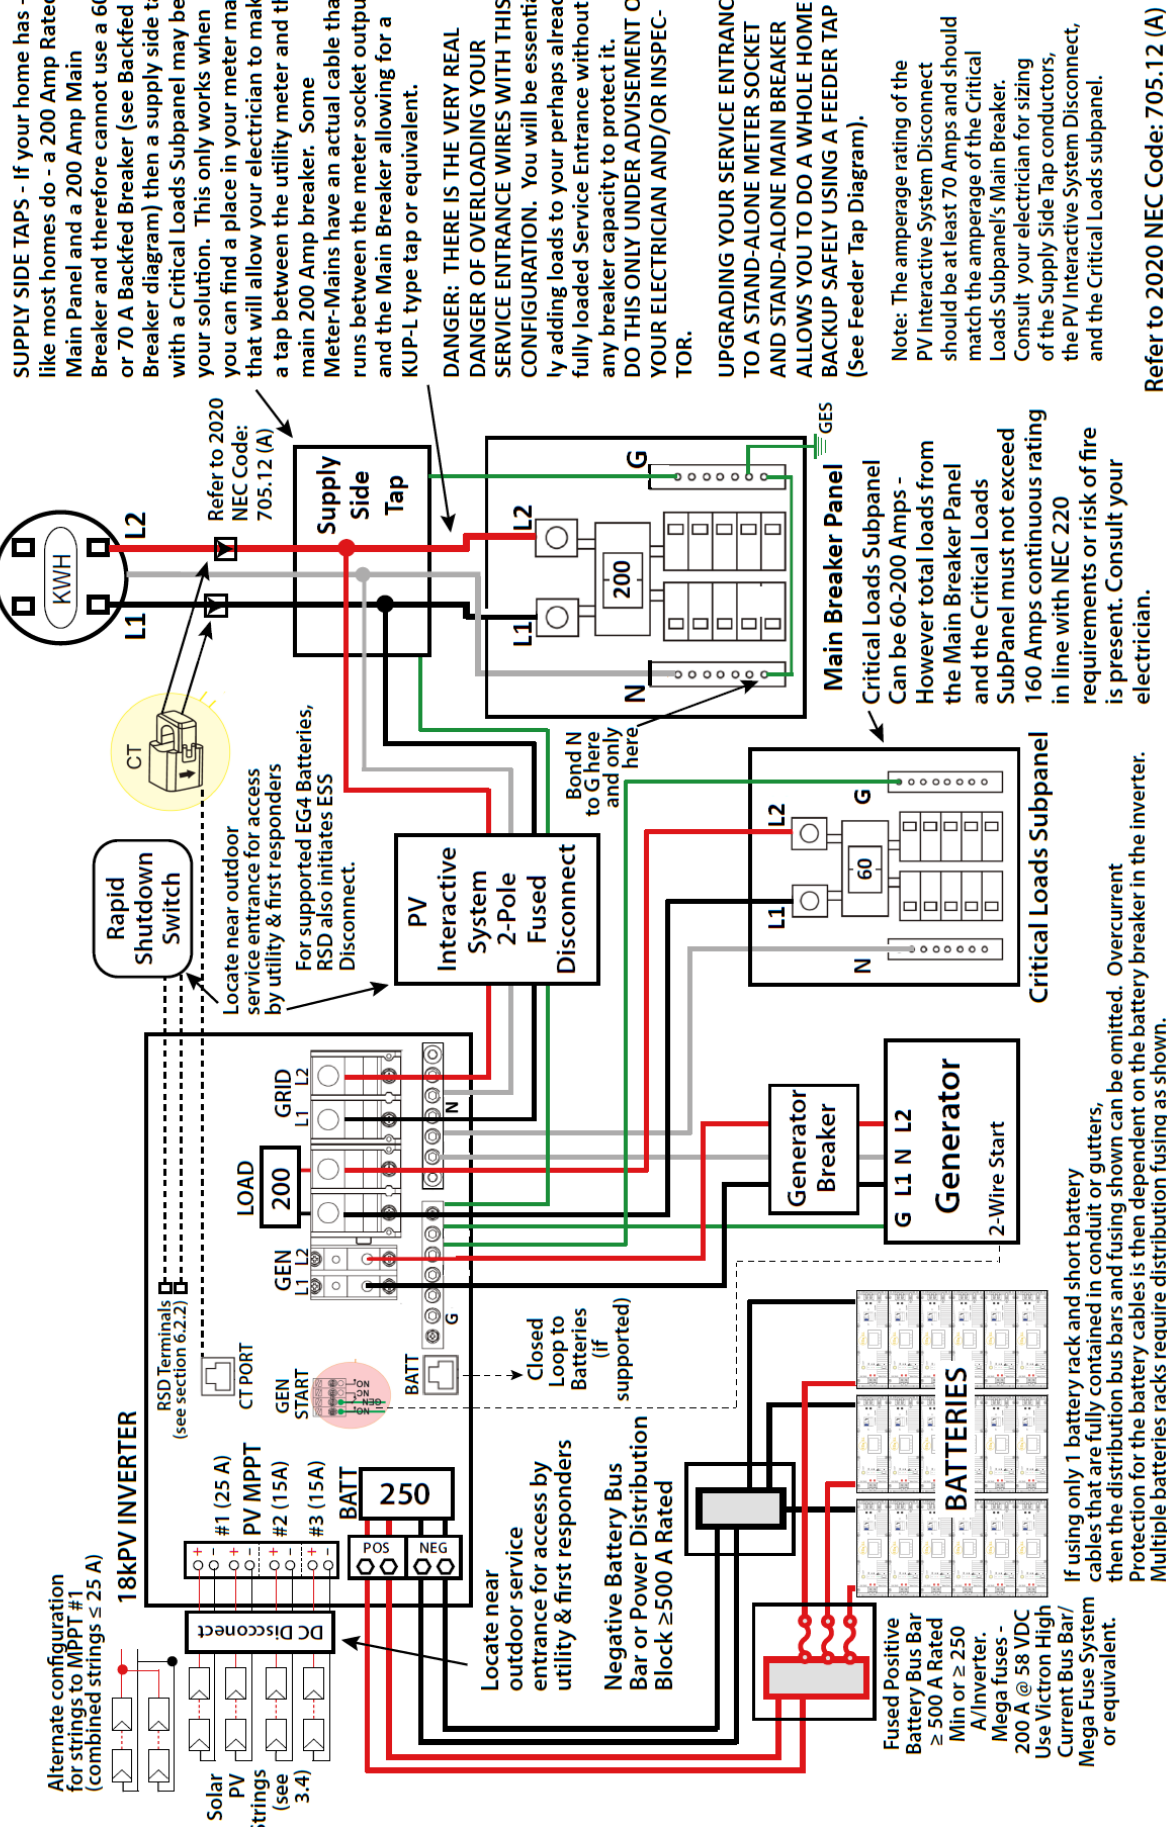 SUPPLY SIDE TAPS - If your home has -
like most homes do - a 200 Amp Rated
Main Panel and a 200 Amp Main
Breaker and therefore cannot use a 60
or 70 A Backfed Breaker (see Backfed
Breaker diagram) then a supply side
with a Critical Loads Subpanel may be
your solution. This only works when
you can find a place in your meter
that will allow your electrician to
a tap between the utility meter and
main 200 Amp breaker. Some
Meter-Mains have an actual cable
runs between the meter socket
and the Main Breaker allowing for a
KUP-L type tap or equivalent.
DANGER: THERE IS THE VERY REAL
DANGER OF OVERLOADING YOUR
SERVICE ENTRANCE WIRES WITH THIS
CONFIGURATION. You will be
ly adding loads to your perhaps
fully loaded Service Entrance without
any breaker capacity to protect it.
DO THIS ONLY UNDER ADVISEMENT
YOUR ELECTRICIAN AND/OR INSPEC-
TOR.
UPGRADING YOUR SERVICE
TO A STAND-ALONE METER SOCKET
AND STAND-ALONE MAIN BREAKER
ALLOWS YOU TO DO A WHOLE HOME
BACKUP SAFELY USING A FEEDER TAP
(See Feeder Tap Diagram).
Note: The amperage rating of the
PV Interactive System Disconnect
should be at least 70 Amps and should
match the amperage of the Critical
Loads Subpanel's Main Breaker.
Consult your electrician for sizing
of the Supply Side Tap conductors,
the PV Interactive System Disconnect,
and the Critical Loads subpanel.
Refer to 2020 NEC Code: 705.12 (A)
KWH
L1
L2
Refer to 2020
NEC Code:
705.12 (A)
Supply
Side
Tap
L1
L2
N
G
200
GES
Main Breaker Panel
Bond N
to G here
and only
here
Critical Loads Subpanel
Can be 60-200 Amps -
However total loads from
the Main Breaker Panel
and the Critical Loads
SubPanel must not exceed
160 Amps continuous rating
in line with NEC 220
requirements or risk of fire
is present. Consult your
electrician.
CT
Rapid
Shutdown
Switch
Locate near outdoor
service entrance for access
by utility & first responders
For supported EG4 Batteries,
RSD also initiates ESS
Disconnect.
PV
Interactive
System
2-Pole
Fused
Disconnect
L1
L2
N
G
60
Critical Loads Subpanel
18kPV INVERTER
RSD Terminals
(see section 6.2.2)
CT PORT
GEN
START
NO
NC
NO
GEN
NO
BATT
Closed
Loop to
Batteries
(if
supported)
GEN
L1 L2
LOAD
200
GRID
L1 L2
N
G
Generator
Breaker
G L1 N L2
Generator
2-Wire Start
Alternate configuration
for strings to MPPT #1
(combined strings ≤ 25 A)
Solar
PV
Strings
(see
3.4)
DC Disccnect
+ - + - + - + -
#1 (25 A)
PV MPPT
#2 (15A)
#3 (15A)
BATT
250
POS
NEG
Locate near
outdoor service
entrance for access by
utility & first responders
Negative Battery Bus
Bar or Power Distribution
Block ≥500 A Rated
BATTERIES
Fused Positive
Battery Bus Bar
≥ 500 A Rated
Min or ≥ 250
A/Inverter.
Mega fuses -
200 A @ 58 VDC
Use Victron High
Current Bus Bar/
Mega Fuse System
or equivalent.
If using only 1 battery rack and short battery
cables that are fully contained in conduit or gutters,
then the distribution bus bars and fusing shown can be omitted. Overcurrent
Protection for the battery cables is then dependent on the battery breaker in the inverter.
Multiple batteries racks require distribution fusing as shown.